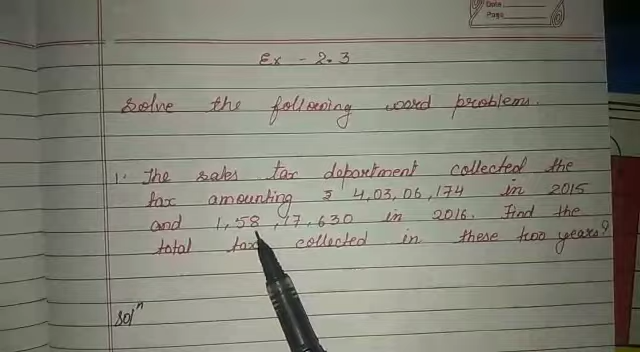 Date
Page
Ex - 2.3
Solve the following word problems.
1. The sales tax department collected the
tax amounting ₹ 4,03,06,174 in 2015
and 1,58,17,630 in 2016. Find the
total tax collected in these two years?
Solⁿ